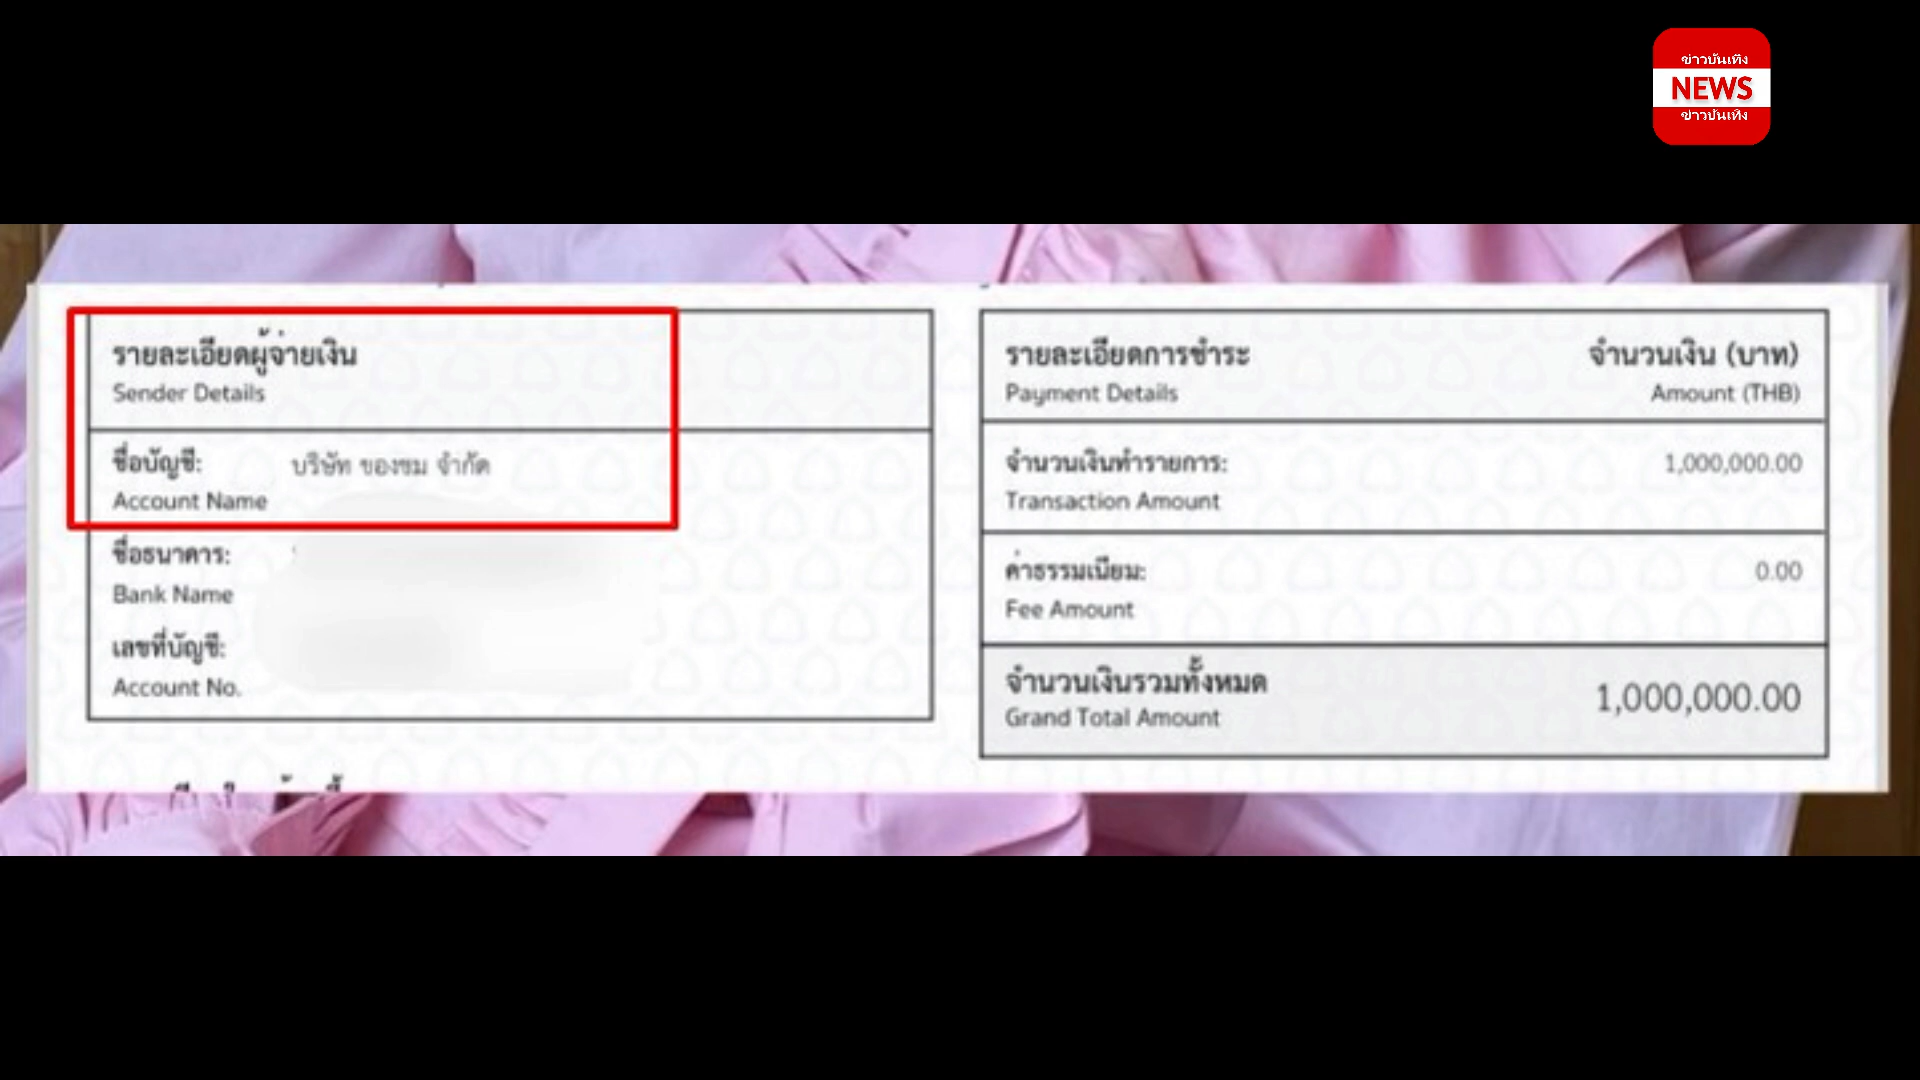 ข่าวบันเทิง
NEWS
ข่าวบันเทิง
รายละเอียดผู้จ่ายเงิน
Sender Details
ชื่อบัญชี: บริษัท ของขม จำกัด
Account Name
ชื่อธนาคาร:
Bank Name
เลขที่บัญชี:
Account No.
รายละเอียดการชำระ จำนวนเงิน (บาท)
Payment Details Amount (THB)
จำนวนเงินทำรายการ: 1,000,000.00
Transaction Amount
ค่าธรรมเนียม: 0.00
Fee Amount
จำนวนเงินรวมทั้งหมด 1,000,000.00
Grand Total Amount